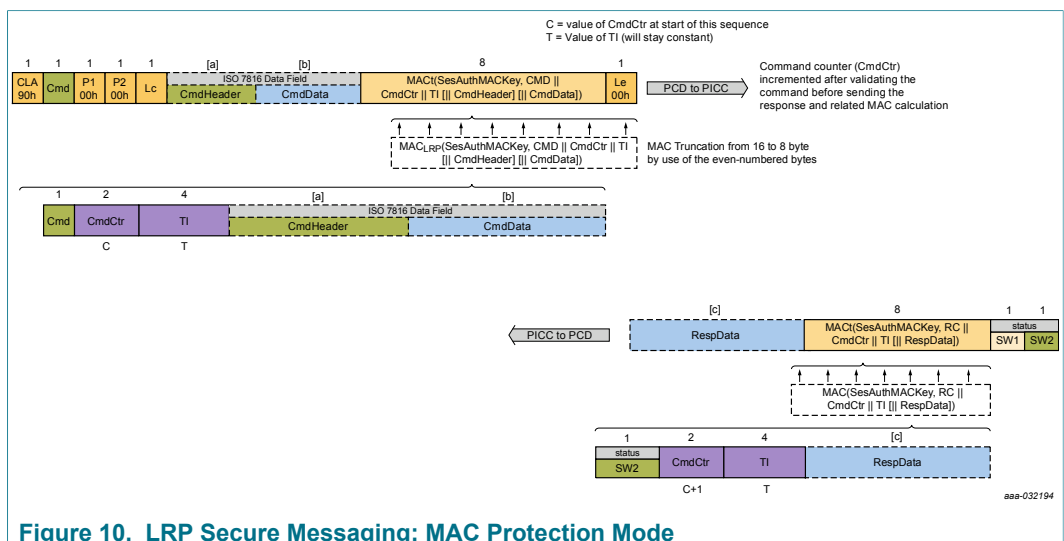 C = value of CmdCtr at start of this sequence
T = Value of TI (will stay constant)
1 1 1 1 1 [a] [b] 8 1
CLA 90h
Cmd
P1 00h
P2 00h
Lc
ISO 7816 Data Field
CmdHeader
CmdData
MACt(SesAuthMACKey, CMD ||
CmdCtr || TI [|| CmdHeader] [|| CmdData])
Le 00h
PCD to PICC
Command counter (CmdCtr)
incremented after validating the
command before sending the
response and related MAC calculation
MACLRP(SesAuthMACKey, CMD || CmdCtr || TI
[|| CmdHeader] [|| CmdData])
MAC Truncation from 16 to 8 byte
by use of the even-numbered bytes
1 2 4 [a] [b]
Cmd
CmdCtr
TI
ISO 7816 Data Field
CmdHeader
CmdData
C T
[c] 8 1 1
PICC to PCD
RespData
MACt(SesAuthMACKey, RC ||
CmdCtr || TI [|| RespData])
status
SW1 SW2
MAC(SesAuthMACKey, RC ||
CmdCtr || TI [|| RespData])
1 2 4 [c]
status
SW2
CmdCtr
TI
RespData
C+1 T
aaa-032194
Figure 10. LRP Secure Messaging: MAC Protection Mode